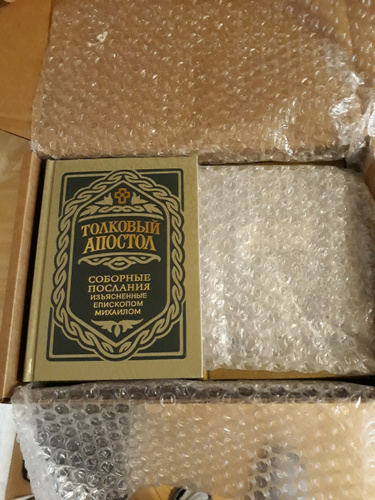 ТОЛКОВЫЙ
АПОСТОЛ
СОБОРНЫЕ
ПОСЛАНИЯ
ИЗЪЯСНЕННЫЕ
ЕПИСКОПОМ
МИХАИЛОМ